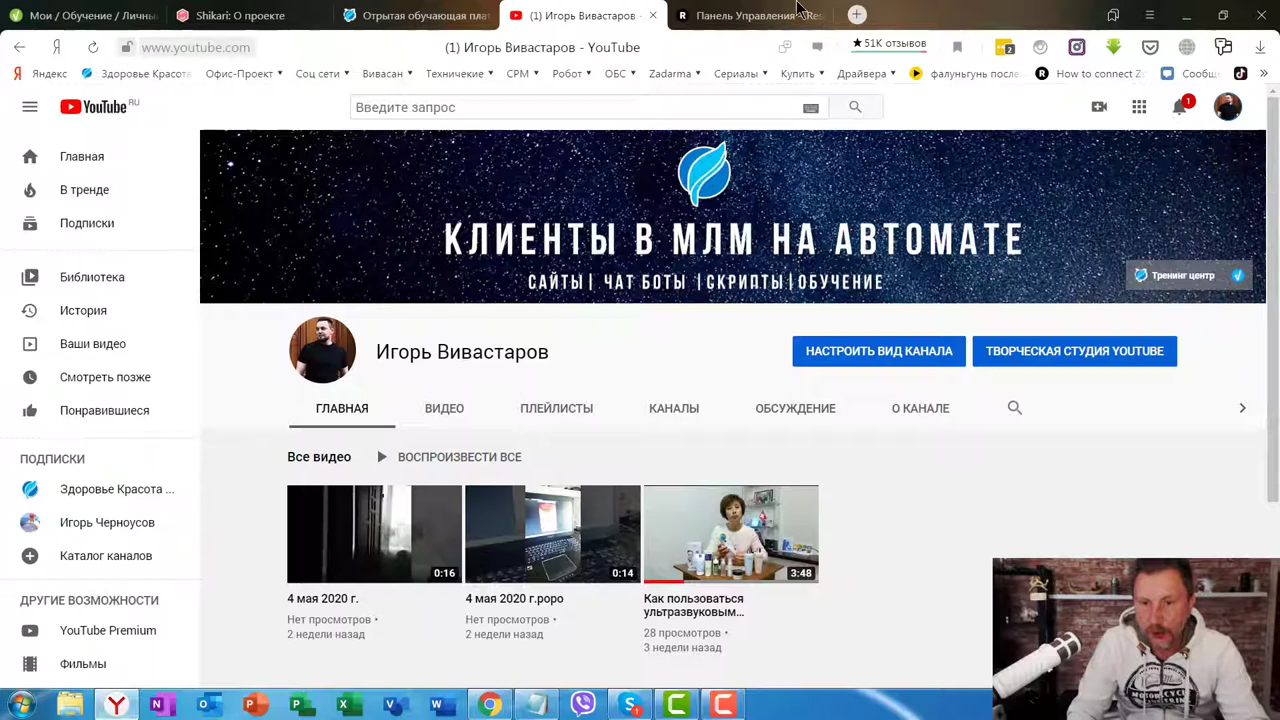 Мои / Обучение / Личны
Shikari: О проекте
Отрытая обучающая плат
(1) Игорь Вивастаров -
Панель Управления
www.youtube.com
(1) Игорь Вивастаров - YouTube
★51K отзывов
Яндекс
Здоровье Красота
Офис-Проект
Соц сети
Вивасан
Технические
СРМ
Робот
ОБС
Zadarma
Сериалы
Купить
Драйвера
фалуньгунь после
How to connect Zo
Сообщ
YouTube RU
Введите запрос
1
Главная
В тренде
Подписки
Библиотека
История
Ваши видео
Смотреть позже
Понравившиеся
ПОДПИСКИ
Здоровье Красота ...
Игорь Черноусов
Каталог каналов
ДРУГИЕ ВОЗМОЖНОСТИ
YouTube Premium
Фильмы
КЛИЕНТЫ В МЛМ НА АВТОМАТЕ
САЙТЫ| ЧАТ БОТЫ |СКРИПТЫ|ОБУЧЕНИЕ
Тренинг центр
Игорь Вивастаров
НАСТРОИТЬ ВИД КАНАЛА
ТВОРЧЕСКАЯ СТУДИЯ YOUTUBE
ГЛАВНАЯ
ВИДЕО
ПЛЕЙЛИСТЫ
КАНАЛЫ
ОБСУЖДЕНИЕ
О КАНАЛЕ
Все видео
ВОСПРОИЗВЕСТИ ВСЕ
0:16
0:14
3:48
4 мая 2020 г.
Нет просмотров •
2 недели назад
4 мая 2020 г.роро
Нет просмотров •
2 недели назад
Как пользоваться
ультразвуковым...
28 просмотров •
3 недели назад
MOTORCYCLE